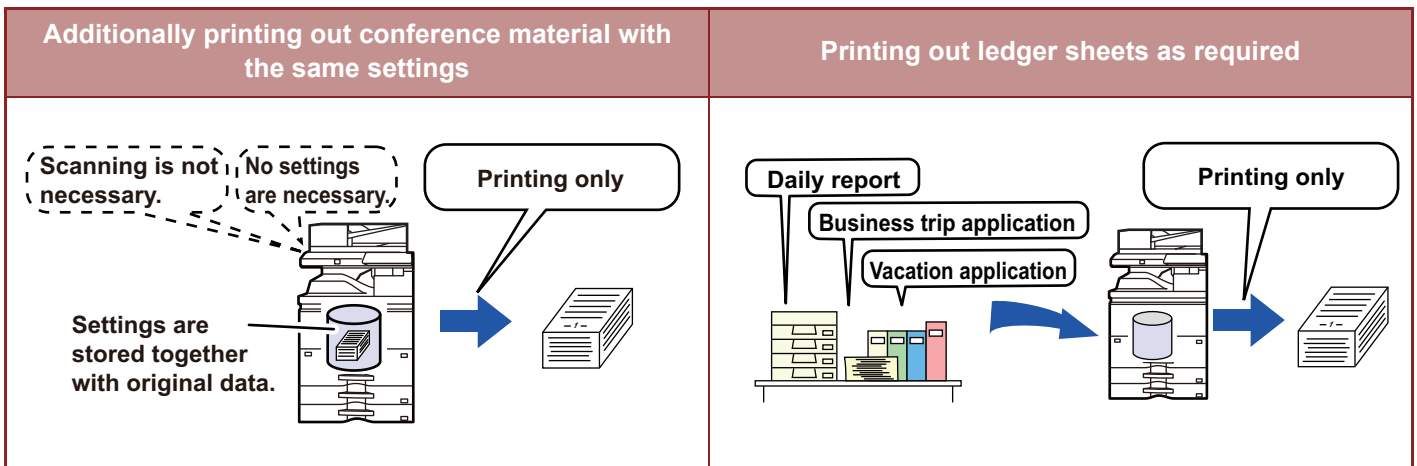 Additionally printing out conference material with
the same settings
Printing out ledger sheets as required
Scanning is not
necessary.
No settings
are necessary.
Printing only
Settings are
stored together
with original data.
-1-
Daily report
Business trip application
Vacation application
Printing only
-1-